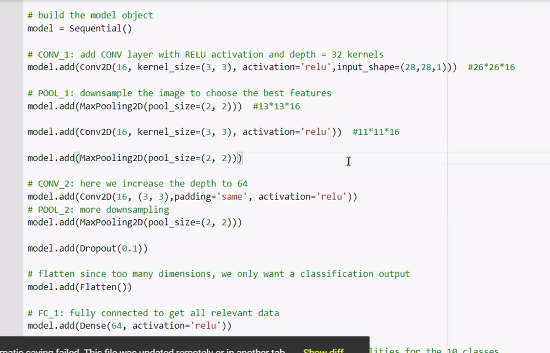 # build the model object
model = Sequential()
# CONV_1: add CONV layer with RELU activation and depth = 32 kernels
model.add(Conv2D(16, kernel_size=(3, 3), activation='relu',input_shape=(28,28,1))) #26*26*16
# POOL_1: downsample the image to choose the best features
model.add(MaxPooling2D(pool_size=(2, 2))) #13*13*16
model.add(Conv2D(16, kernel_size=(3, 3), activation='relu')) #11*11*16
model.add(MaxPooling2D(pool_size=(2, 2)))
# CONV_2: here we increase the depth to 64
model.add(Conv2D(16, (3, 3),padding='same', activation='relu'))
# POOL_2: more downsampling
model.add(MaxPooling2D(pool_size=(2, 2)))
model.add(Dropout(0.1))
# flatten since too many dimensions, we only want a classification output
model.add(Flatten())
# FC_1: fully connected to get all relevant data
model.add(Dense(64, activation='relu'))
matic saving failed. This file was updated remotely or in another tab. Show diff lities for the 10 classes